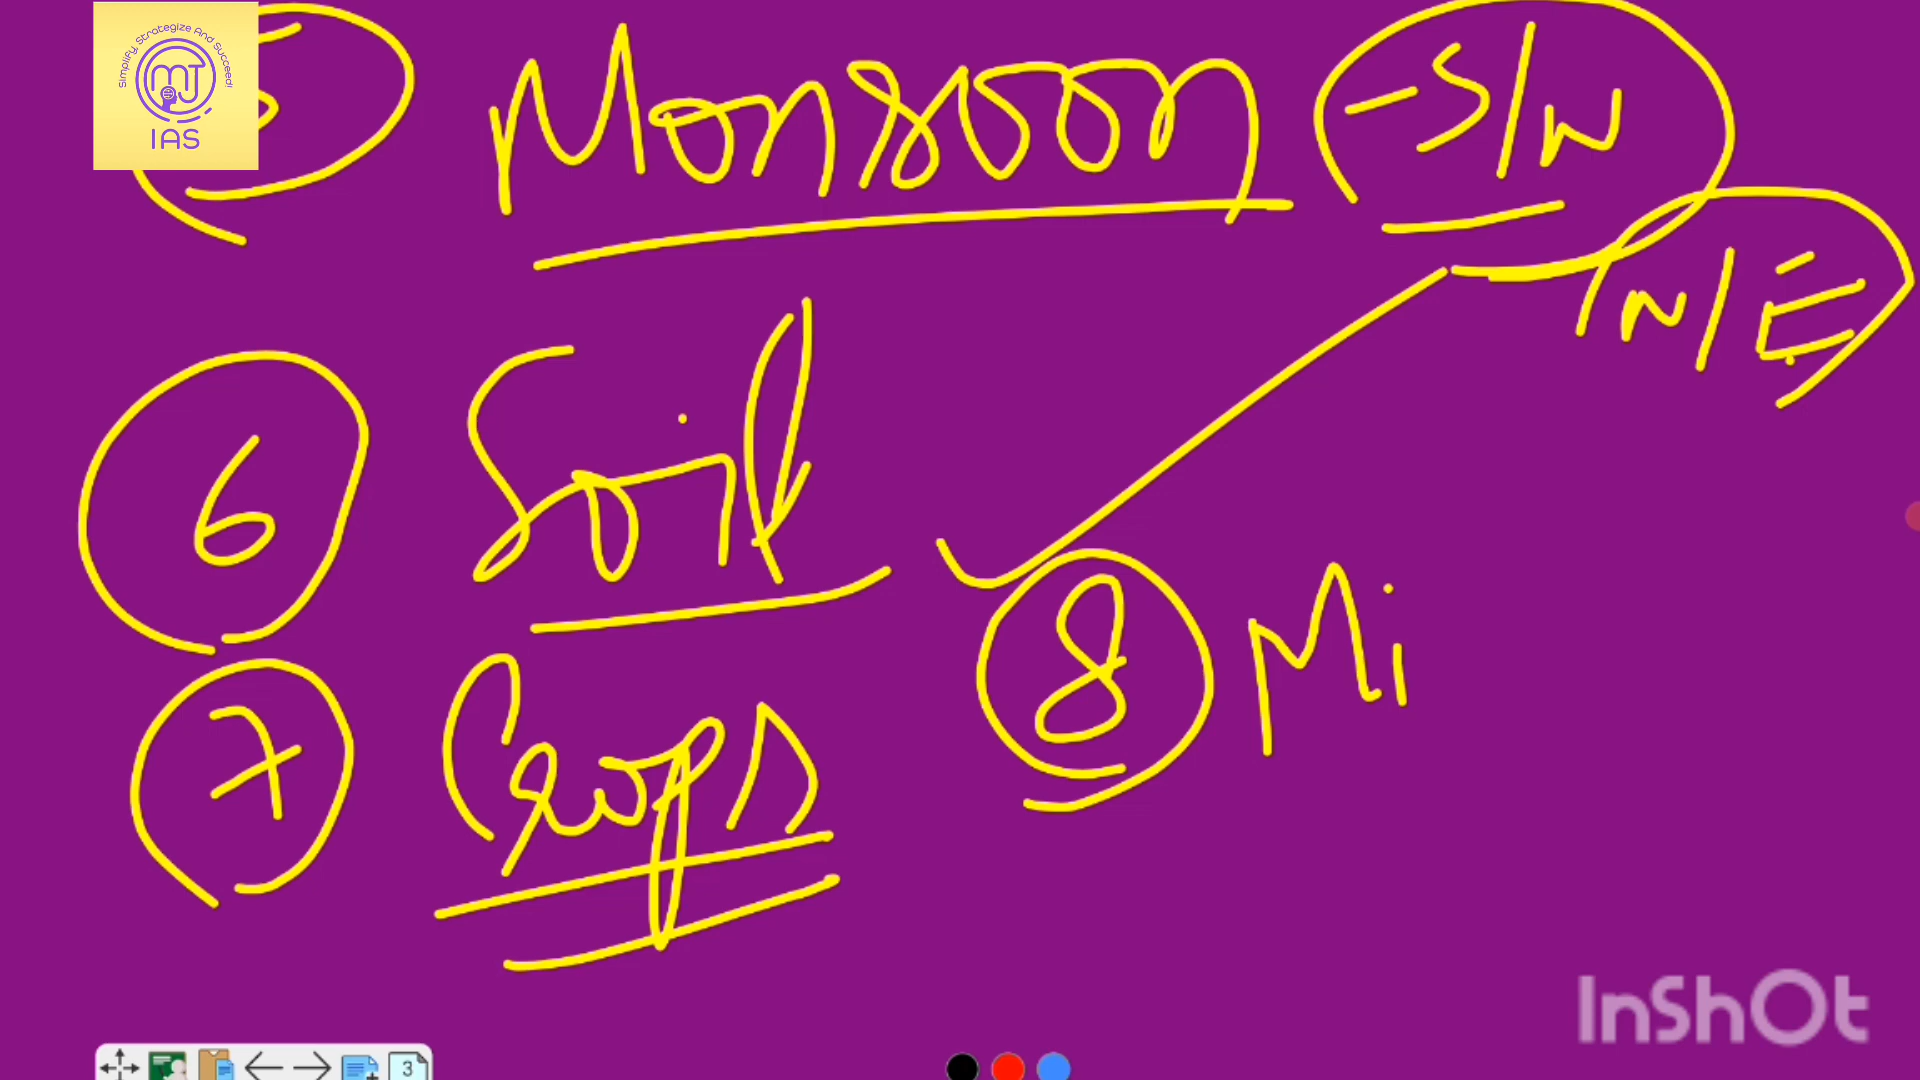 Simplify, Strategize And Succeed!
MJ
IAS
5 Monsoon - S/W
N/E
6 Soil
7 Crops
8 Mi
InShOt
3